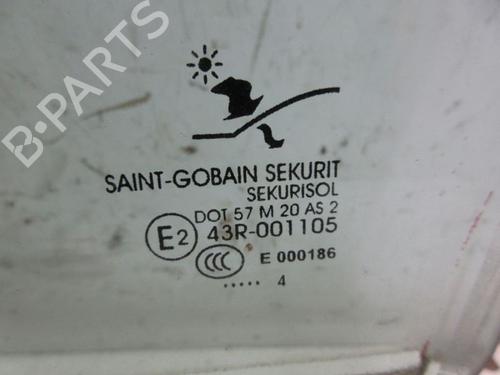 B-PARTS
SAINT-GOBAIN SEKURIT
SEKURISOL
DOT 57 M 20 AS 2
E2 43R-001105
CCC E 000186
..... 4